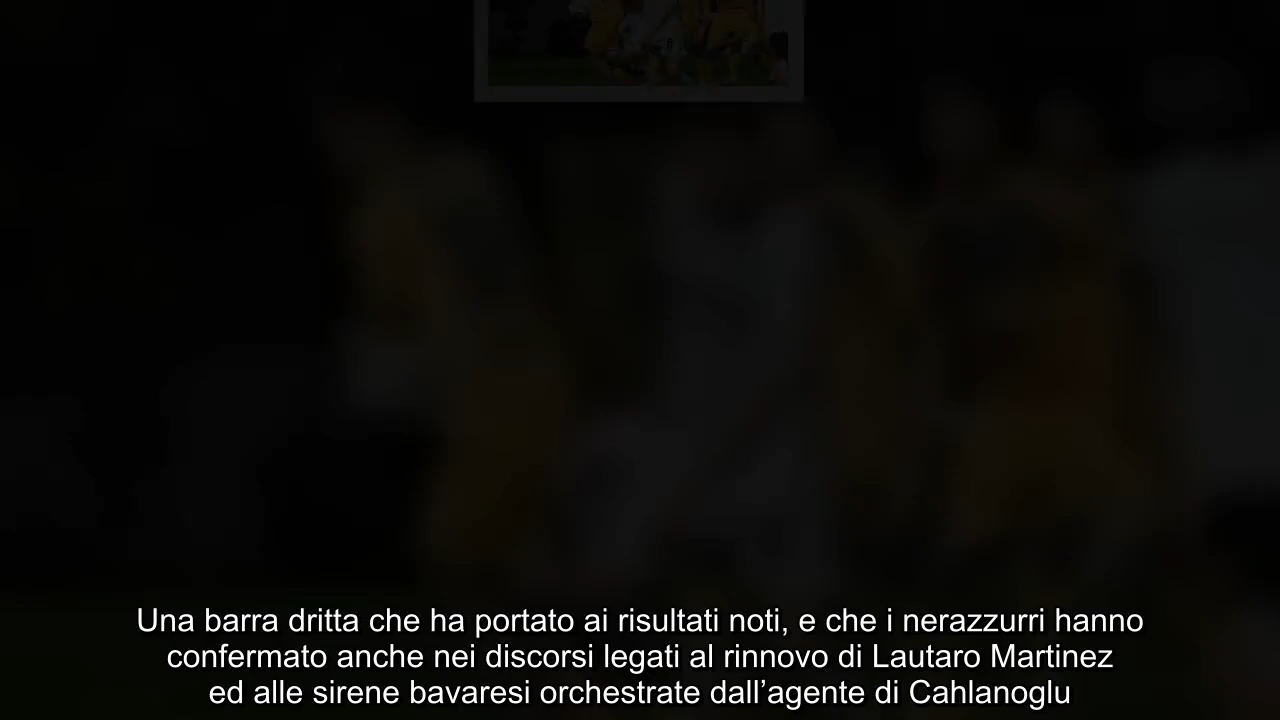 Una barra dritta che ha portato ai risultati noti, e che i nerazzurri hanno
confermato anche nei discorsi legati al rinnovo di Lautaro Martinez
ed alle sirene bavaresi orchestrate dall’agente di Cahlanoglu